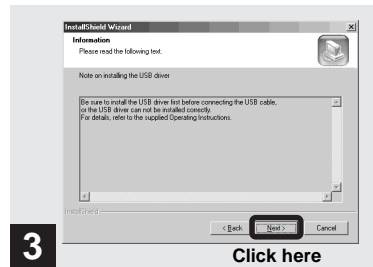 InstallShield Wizard
Information
Please read the following text.
Note on installing the USB driver
Be sure to install the USB driver first before connecting the USB cable,
or the USB driver can not be installed correctly.
For details, refer to the supplied Operating Instructions.
InstallShield
< Back Next > Cancel
3
Click here